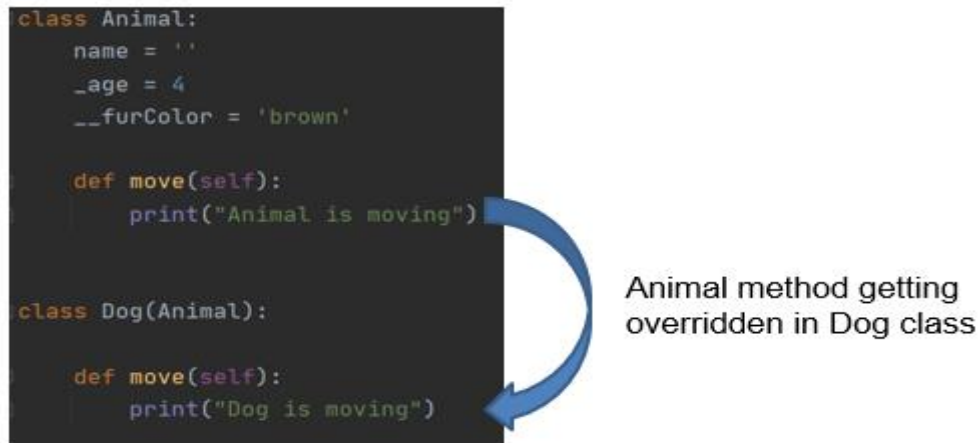 class Animal:
    name = ''
    _age = 4
    __furColor = 'brown'
    def move(self):
        print("Animal is moving")
class Dog(Animal):
    def move(self):
        print("Dog is moving")
Animal method getting
overridden in Dog class